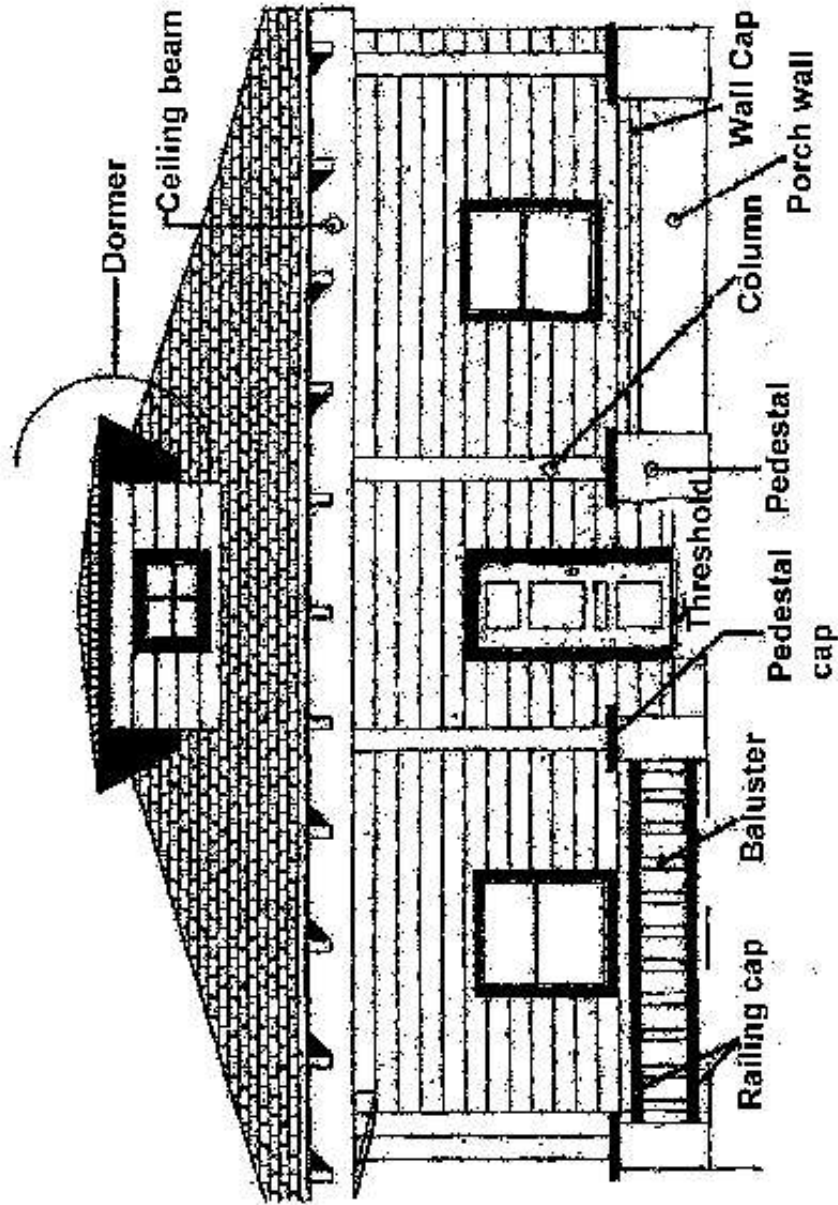 Dormer
Ceiling beam
Railing cap
Baluster
Pedestal
cap
Threshold
Pedestal
Column
Porch wall
Wall Cap